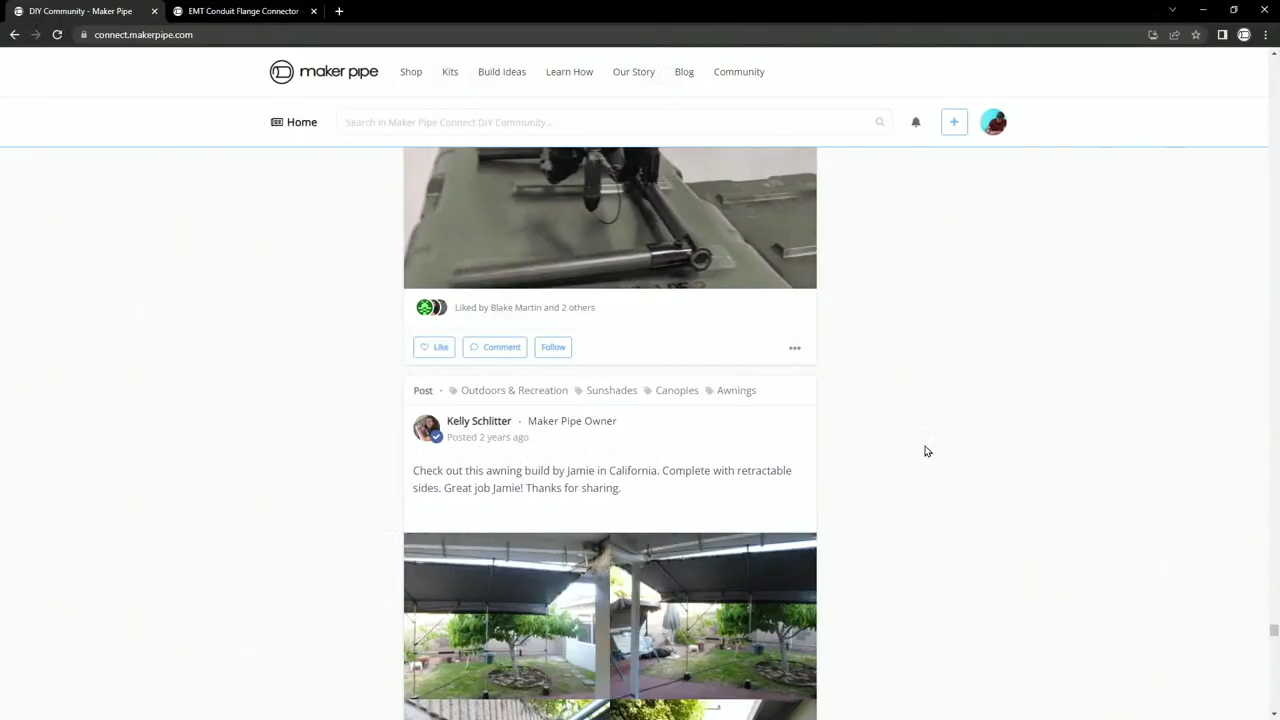 DIY Community - Maker Pipe
EMT Conduit Flange Connector
connect.makerpipe.com
maker pipe
Shop
Kits
Build Ideas
Learn How
Our Story
Blog
Community
Home
Search in Maker Pipe Connect DIY Community...
Liked by Blake Martin and 2 others
Like
Comment
Follow
Post · Outdoors & Recreation Sunshades Canopies Awnings
Kelly Schlitter · Maker Pipe Owner
Posted 2 years ago
Check out this awning build by Jamie in California. Complete with retractable
sides. Great job Jamie! Thanks for sharing.